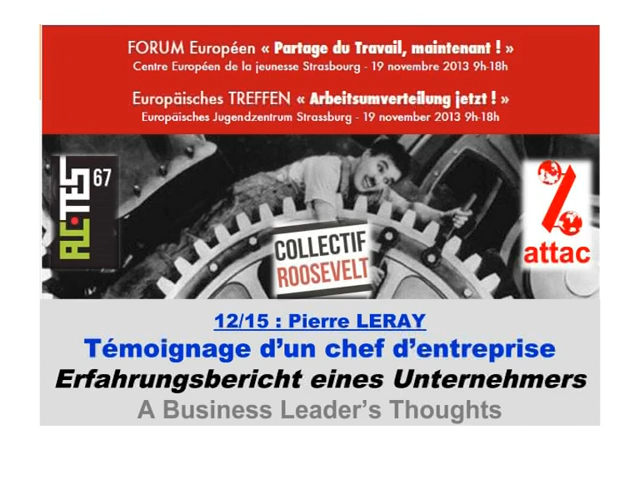 FORUM Européen « Partage du Travail, maintenant ! »
Centre Européen de la jeunesse Strasbourg - 19 novembre 2013 9h-18h
Europäisches TREFFEN « Arbeitsumverteilung jetzt ! »
Europäisches Jugendzentrum Strassburg - 19 november 2013 9h-18h
ALTES 67
COLLECTIF
ROOSEVELT
attac
12/15 : Pierre LERAY
Témoignage d'un chef d'entreprise
Erfahrungsbericht eines Unternehmers
A Business Leader's Thoughts